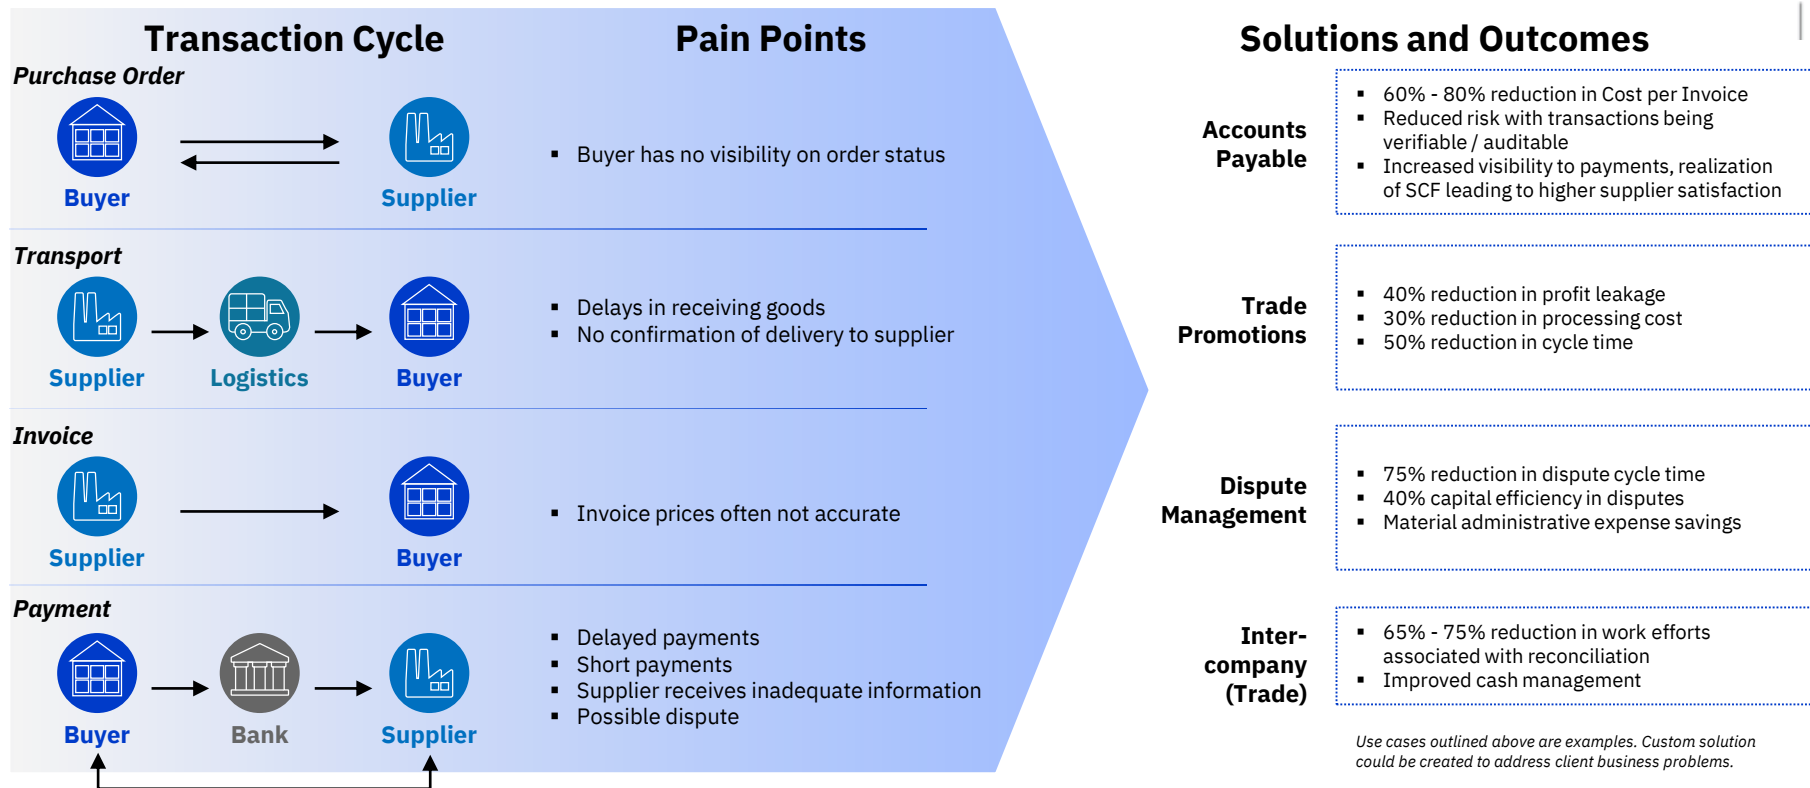 Transaction Cycle
Pain Points
Solutions and Outcomes
Purchase Order
Buyer
Supplier
▪ Buyer has no visibility on order status
Transport
Supplier
Logistics
Buyer
▪ Delays in receiving goods
▪ No confirmation of delivery to supplier
Invoice
Supplier
Buyer
▪ Invoice prices often not accurate
Payment
Buyer
Bank
Supplier
▪ Delayed payments
▪ Short payments
▪ Supplier receives inadequate information
▪ Possible dispute
Accounts
Payable
▪ 60% - 80% reduction in Cost per Invoice
▪ Reduced risk with transactions being
verifiable / auditable
▪ Increased visibility to payments, realization
of SCF leading to higher supplier satisfaction
Trade
Promotions
▪ 40% reduction in profit leakage
▪ 30% reduction in processing cost
▪ 50% reduction in cycle time
Dispute
Management
▪ 75% reduction in dispute cycle time
▪ 40% capital efficiency in disputes
▪ Material administrative expense savings
Inter-
company
(Trade)
▪ 65% - 75% reduction in work efforts
associated with reconciliation
▪ Improved cash management
Use cases outlined above are examples. Custom solution
could be created to address client business problems.